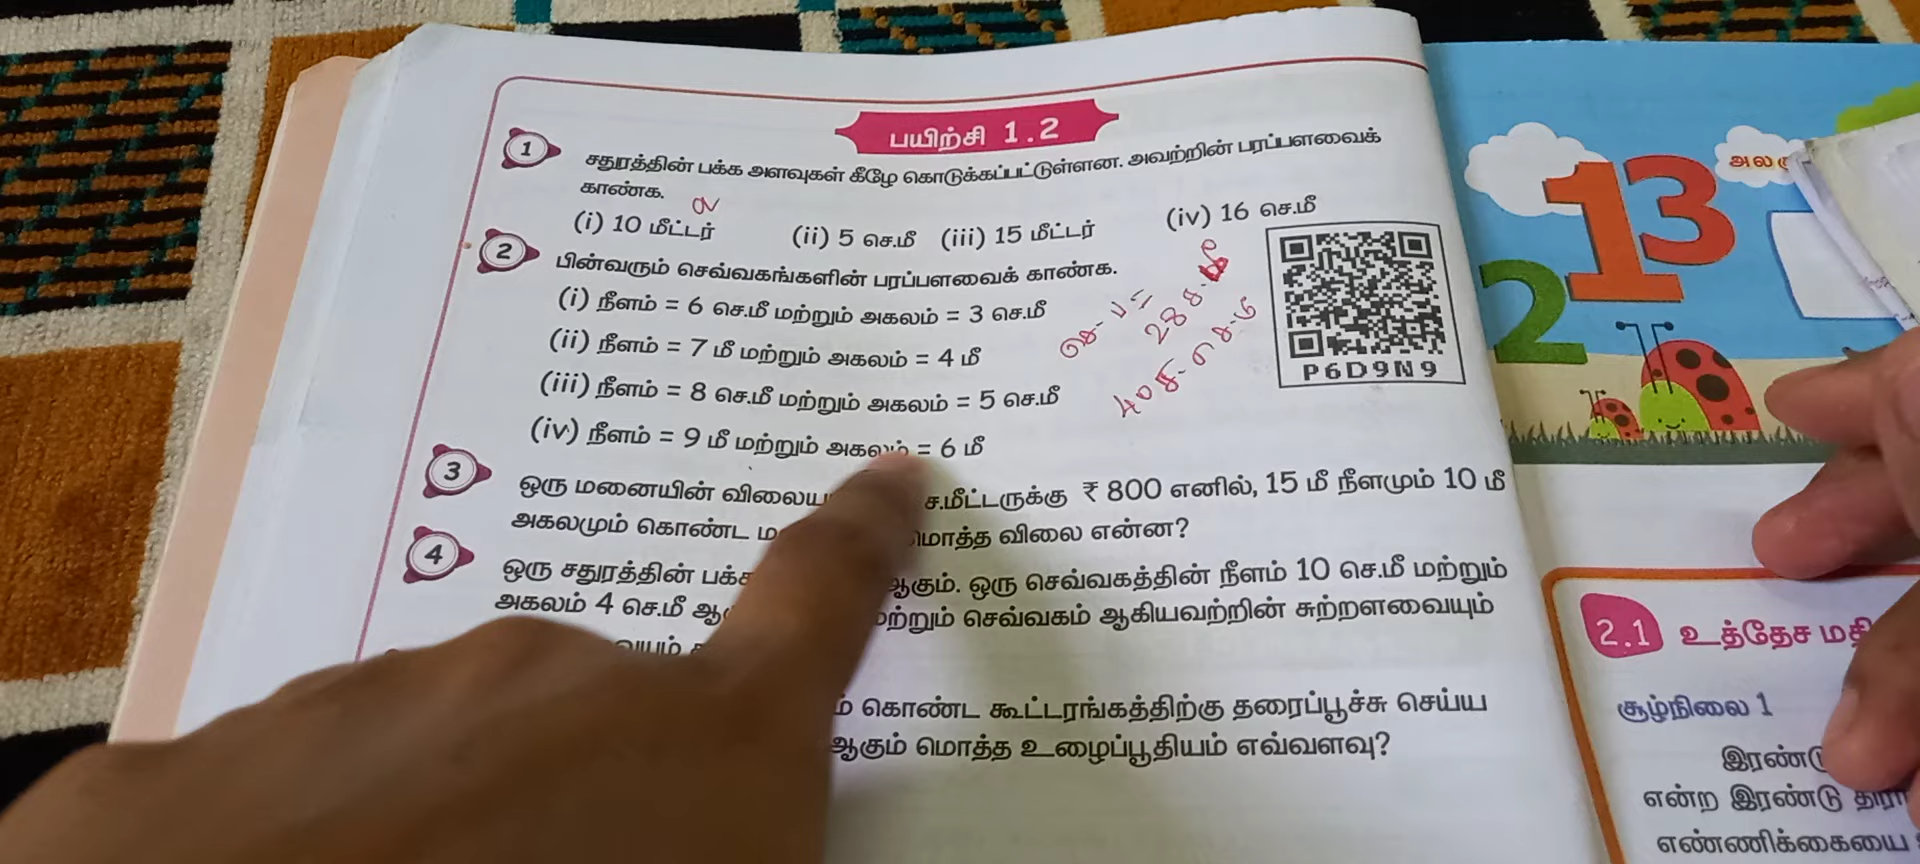 பயிற்சி 1.2
1 சதுரத்தின் பக்க அளவுகள் கீழே கொடுக்கப்பட்டுள்ளன. அவற்றின் பரப்பளவைக்
காண்க.
(i) 10 மீட்டர் (ii) 5 செ.மீ (iii) 15 மீட்டர் (iv) 16 செ.மீ
2 பின்வரும் செவ்வகங்களின் பரப்பளவைக் காண்க.
(i) நீளம் = 6 செ.மீ மற்றும் அகலம் = 3 செ.மீ
(ii) நீளம் = 7 மீ மற்றும் அகலம் = 4 மீ
(iii) நீளம் = 8 செ.மீ மற்றும் அகலம் = 5 செ.மீ
(iv) நீளம் = 9 மீ மற்றும் அகலம் = 6 மீ
P6D9N9
3 ஒரு மனையின் ச.மீட்டருக்கு ₹ 800 எனில், 15 மீ நீளமும் 10 மீ
அகலமும் கொண்ட விலை என்ன?
4 ஒரு சதுரத்தின் ஆகும். ஒரு செவ்வகத்தின் நீளம் 10 செ.மீ மற்றும்
அகலம் 4 செ.மீ செவ்வகம் ஆகியவற்றின் சுற்றளவையும்
கொண்ட கூட்டரங்கத்திற்கு தரைப்பூச்சு செய்ய
ஆகும் மொத்த உழைப்பூதியம் எவ்வளவு?
13
2
2.1 உத்தேச
சூழ்நிலை 1
என்ற இரண்டு
எண்ணிக்கையை